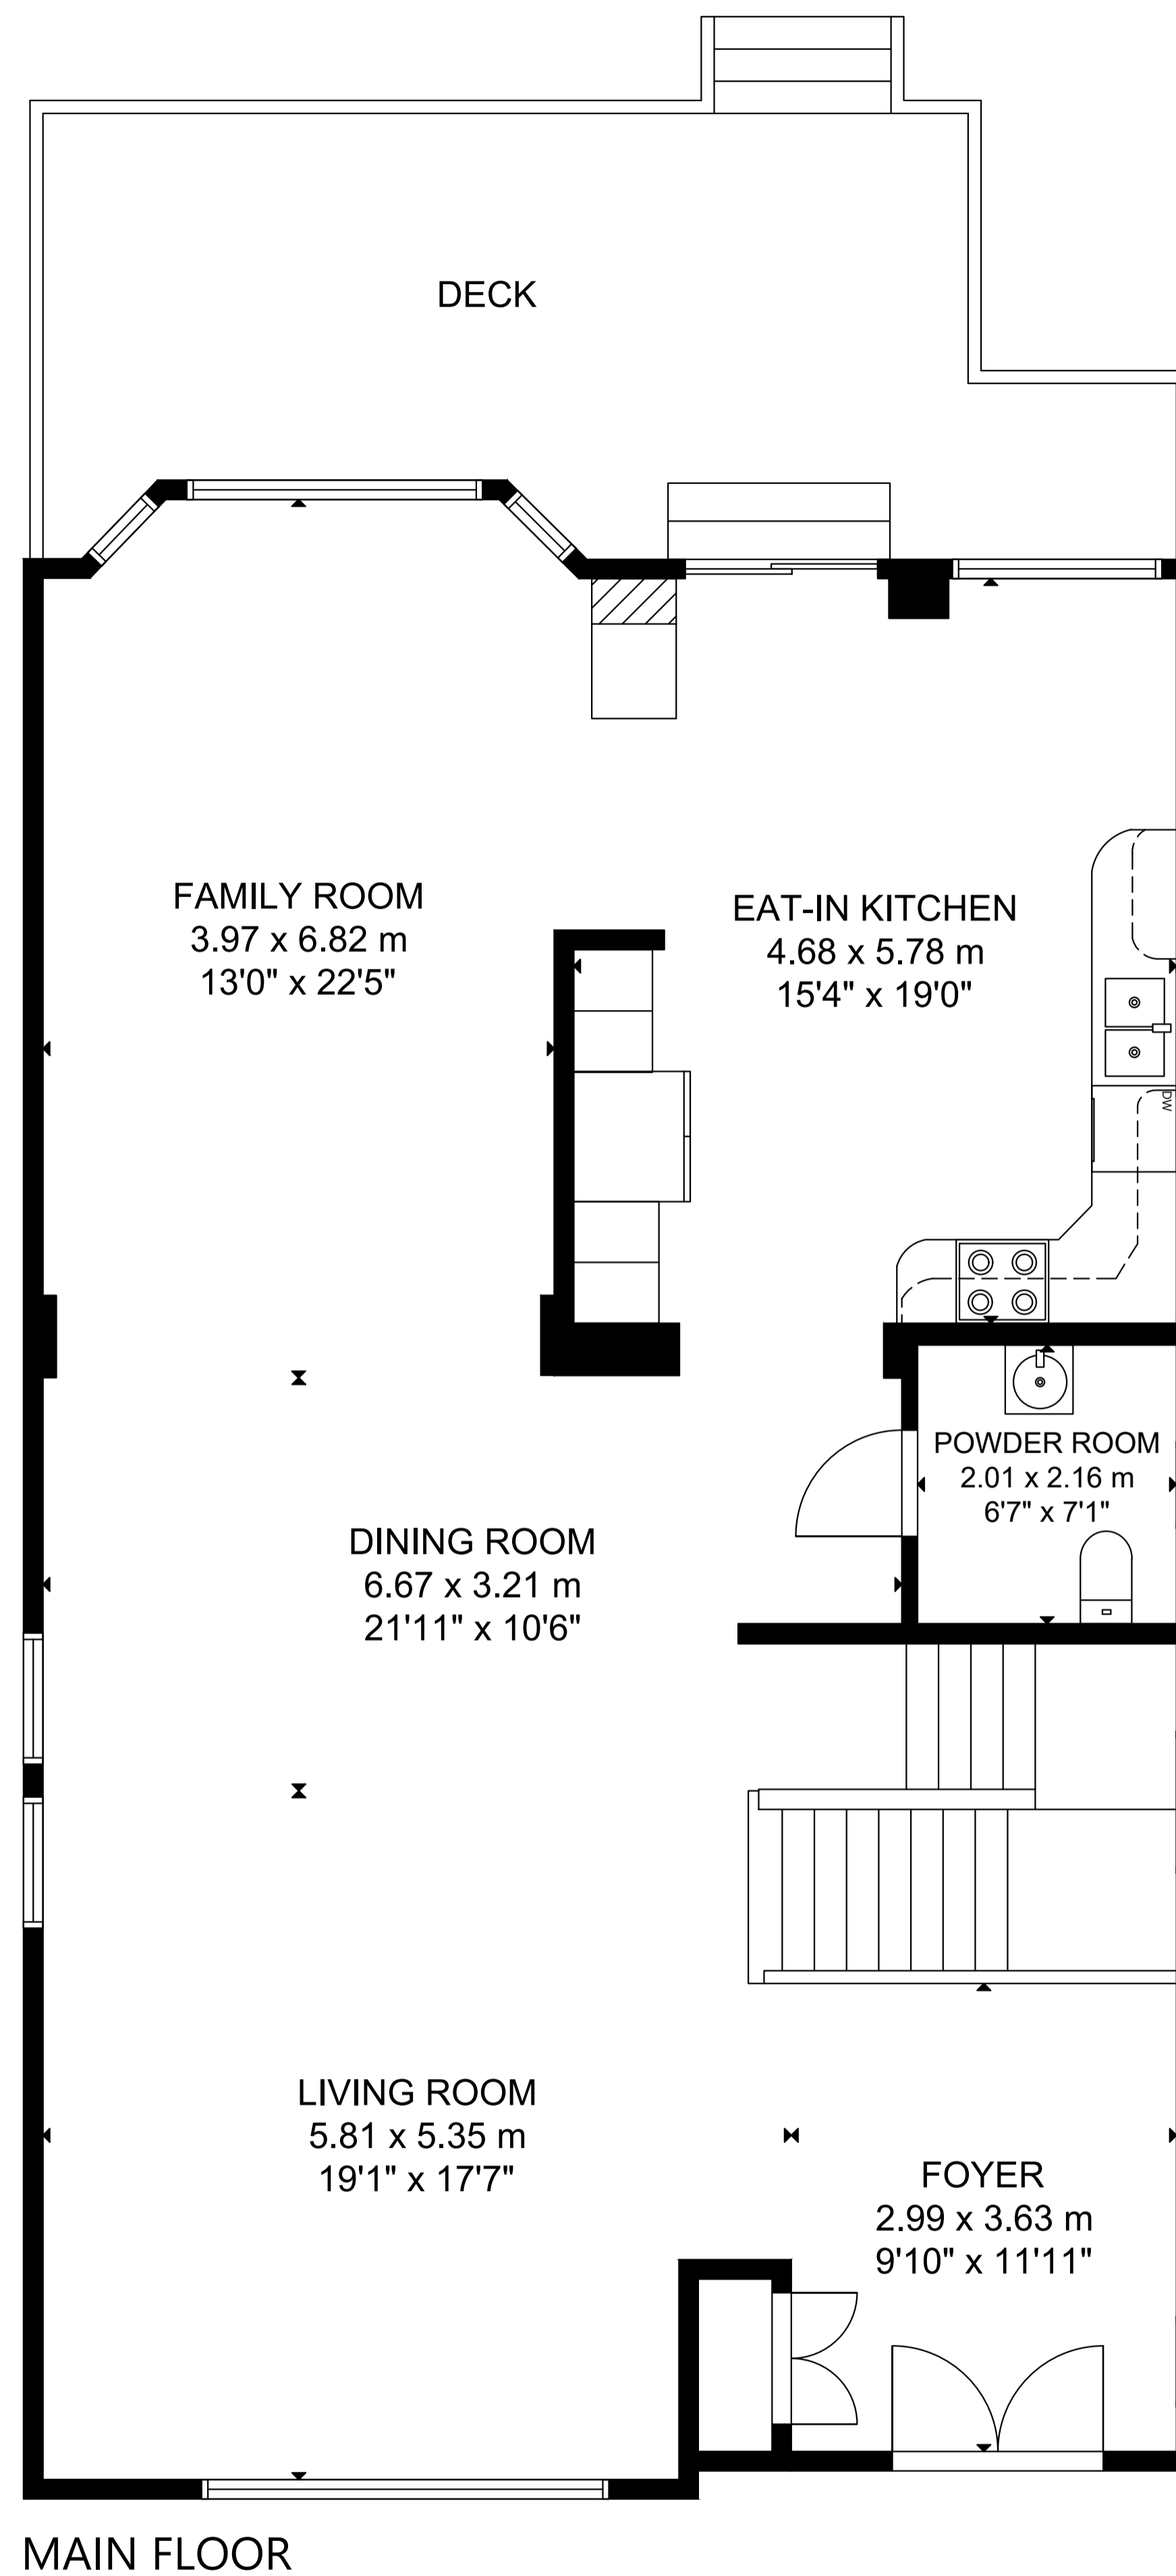 DECK
FAMILY ROOM
3.97 x 6.82 m
13'0" x 22'5"
EAT-IN KITCHEN
4.68 x 5.78 m
15'4" x 19'0"
DW
POWDER ROOM
2.01 x 2.16 m
6'7" x 7'1"
DINING ROOM
6.67 x 3.21 m
21'11" x 10'6"
LIVING ROOM
5.81 x 5.35 m
19'1" x 17'7"
FOYER
2.99 x 3.63 m
9'10" x 11'11"
MAIN FLOOR